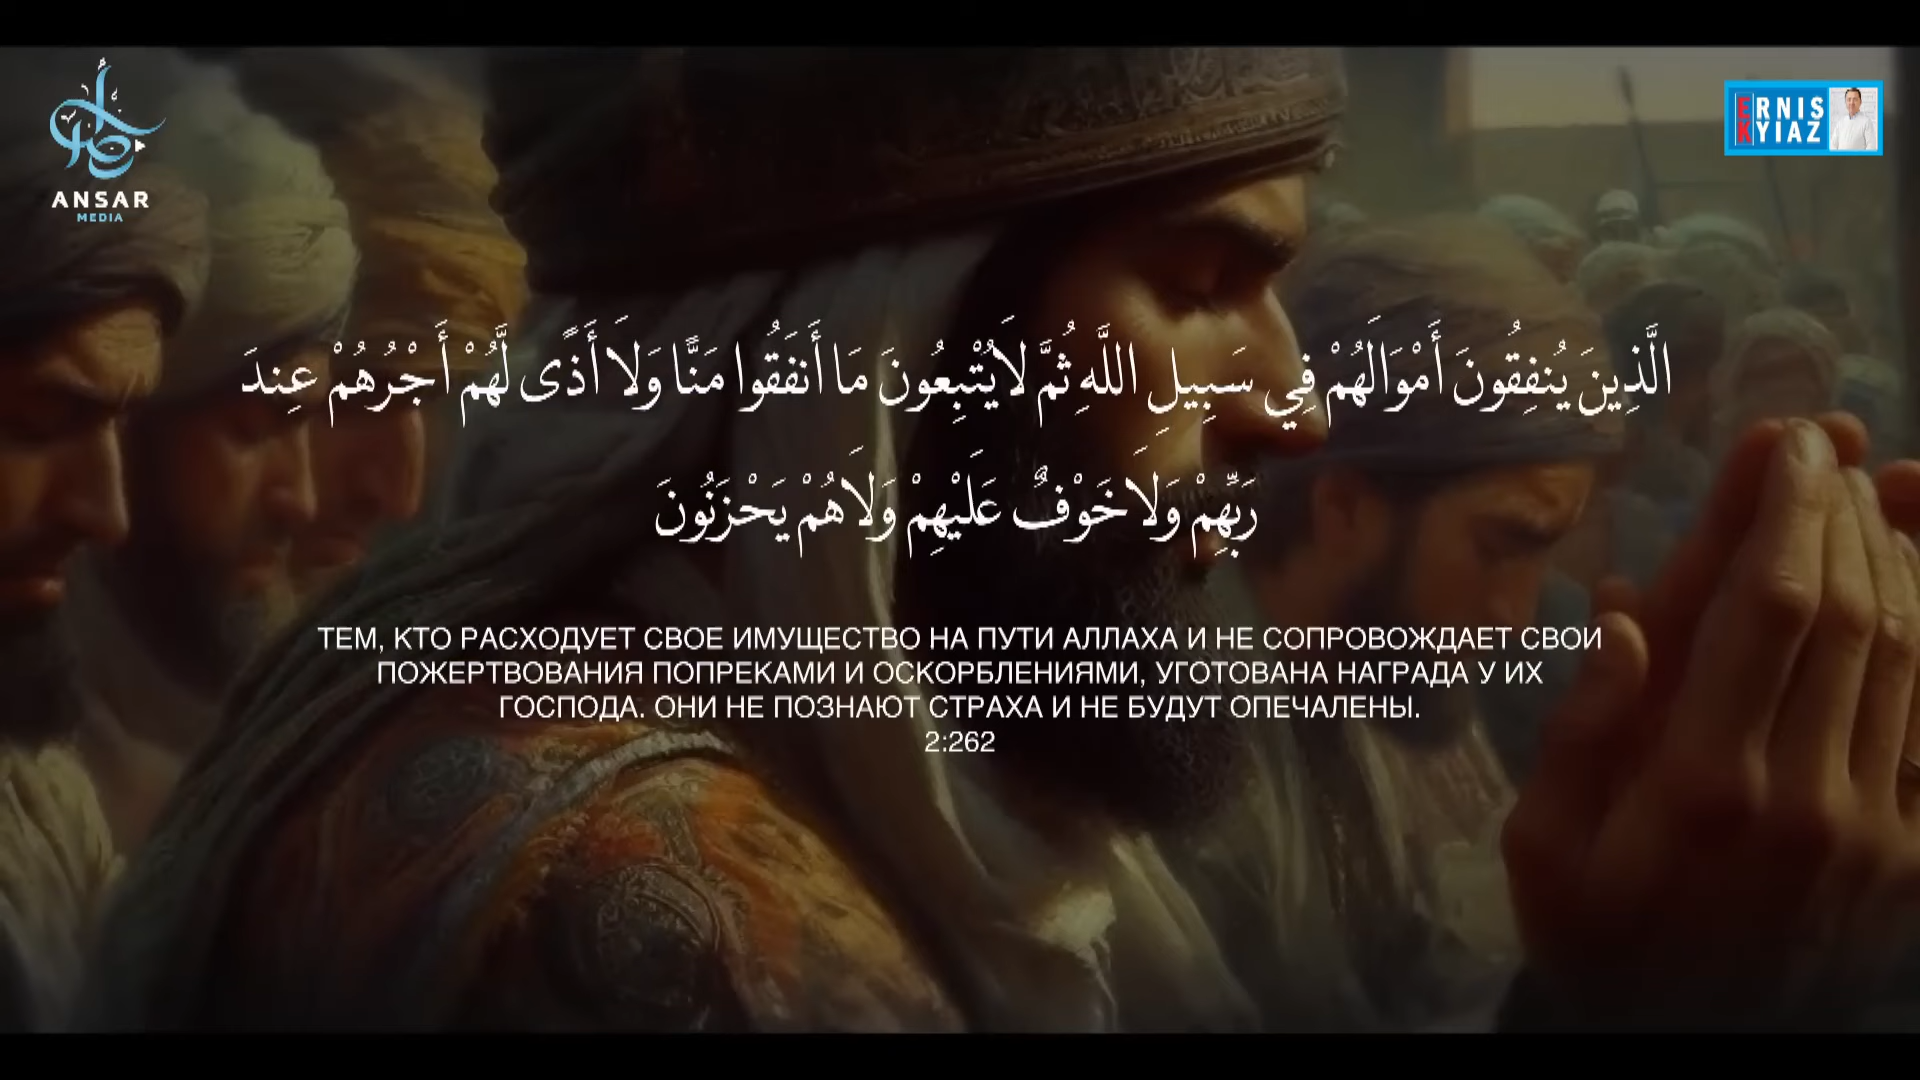 ANSAR
MEDIA
ERNIS
KYIAZ
الَّذِينَ يُنفِقُونَ أَمْوَالَهُمْ فِي سَبِيلِ اللَّهِ ثُمَّ لَا يُتْبِعُونَ مَا أَنفَقُوا مَنًّا وَلَا أَذًى لَّهُمْ أَجْرُهُمْ عِندَ
رَبِّهِمْ وَلَا خَوْفٌ عَلَيْهِمْ وَلَا هُمْ يَحْزَنُونَ
ТЕМ, КТО РАСХОДУЕТ СВОЕ ИМУЩЕСТВО НА ПУТИ АЛЛАХА И НЕ СОПРОВОЖДАЕТ СВОИ
ПОЖЕРТВОВАНИЯ ПОПРЕКАМИ И ОСКОРБЛЕНИЯМИ, УГОТОВАНА НАГРАДА У ИХ
ГОСПОДА. ОНИ НЕ ПОЗНАЮТ СТРАХА И НЕ БУДУТ ОПЕЧАЛЕНЫ.
2:262